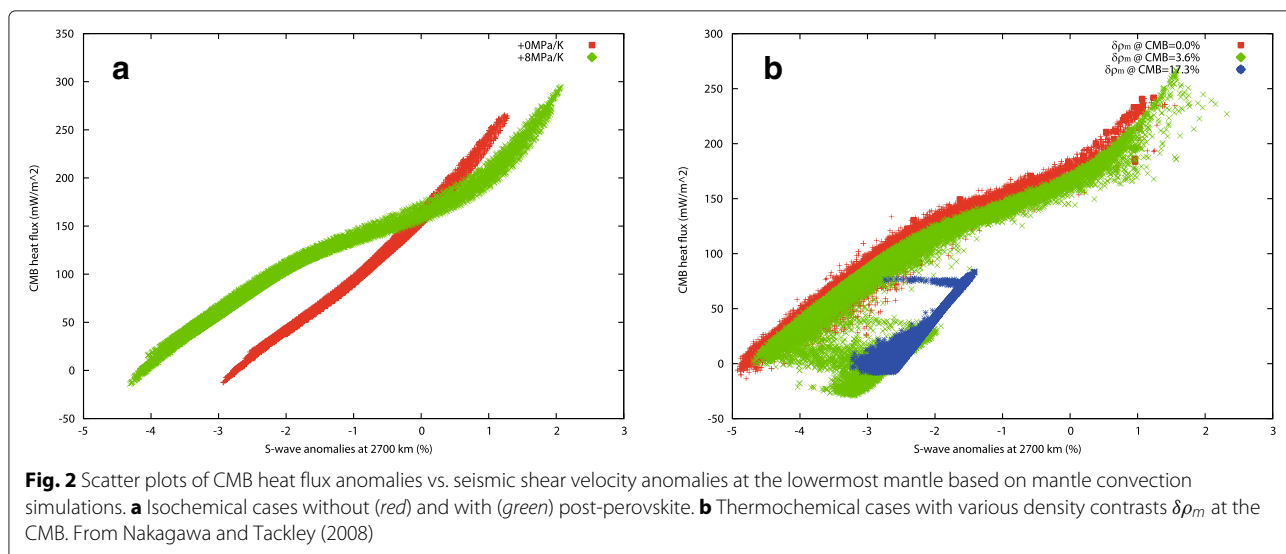 a
+0MPa/K
+8MPa/K
CMB heat flux (mW/m^2)
350
300
250
200
150
100
50
0
-50
-5 -4 -3 -2 -1 0 1 2 3
S-wave anomalies at 2700 km (%)
b
δρm @ CMB=0.0%
δρm @ CMB=3.6%
δρm @ CMB=17.3%
CMB heat flux (mW/m^2)
300
250
200
150
100
50
0
-50
-5 -4 -3 -2 -1 0 1 2 3
S-wave anomalies at 2700 km (%)
Fig. 2 Scatter plots of CMB heat flux anomalies vs. seismic shear velocity anomalies at the lowermost mantle based on mantle convection
simulations. a Isochemical cases without (red) and with (green) post-perovskite. b Thermochemical cases with various density contrasts δρm at the
CMB. From Nakagawa and Tackley (2008)